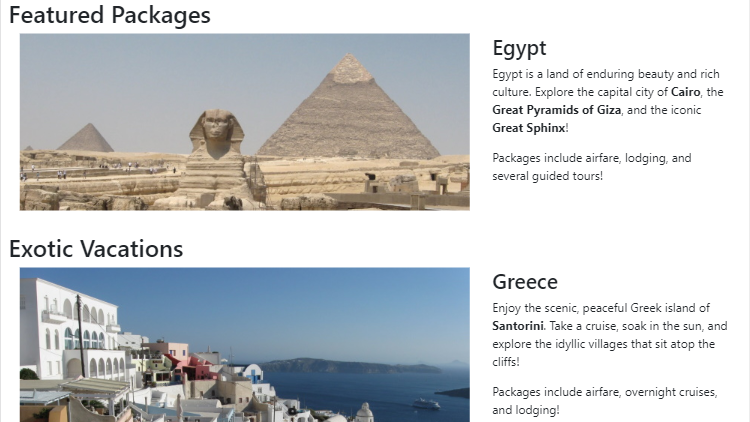 Featured Packages
Egypt
Egypt is a land of enduring beauty and rich
culture. Explore the capital city of Cairo, the
Great Pyramids of Giza, and the iconic
Great Sphinx!
Packages include airfare, lodging, and
several guided tours!
Exotic Vacations
Greece
Enjoy the scenic, peaceful Greek island of
Santorini. Take a cruise, soak in the sun, and
explore the idyllic villages that sit atop the
cliffs!
Packages include airfare, overnight cruises,
and lodging!